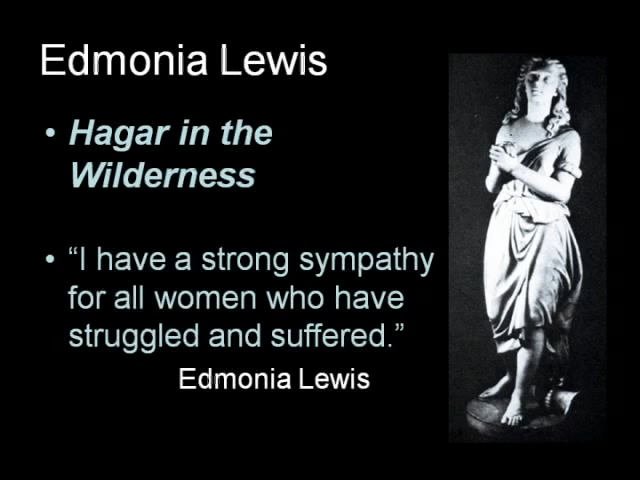 Edmonia Lewis
• Hagar in the
Wilderness
• “I have a strong sympathy
for all women who have
struggled and suffered.”
Edmonia Lewis